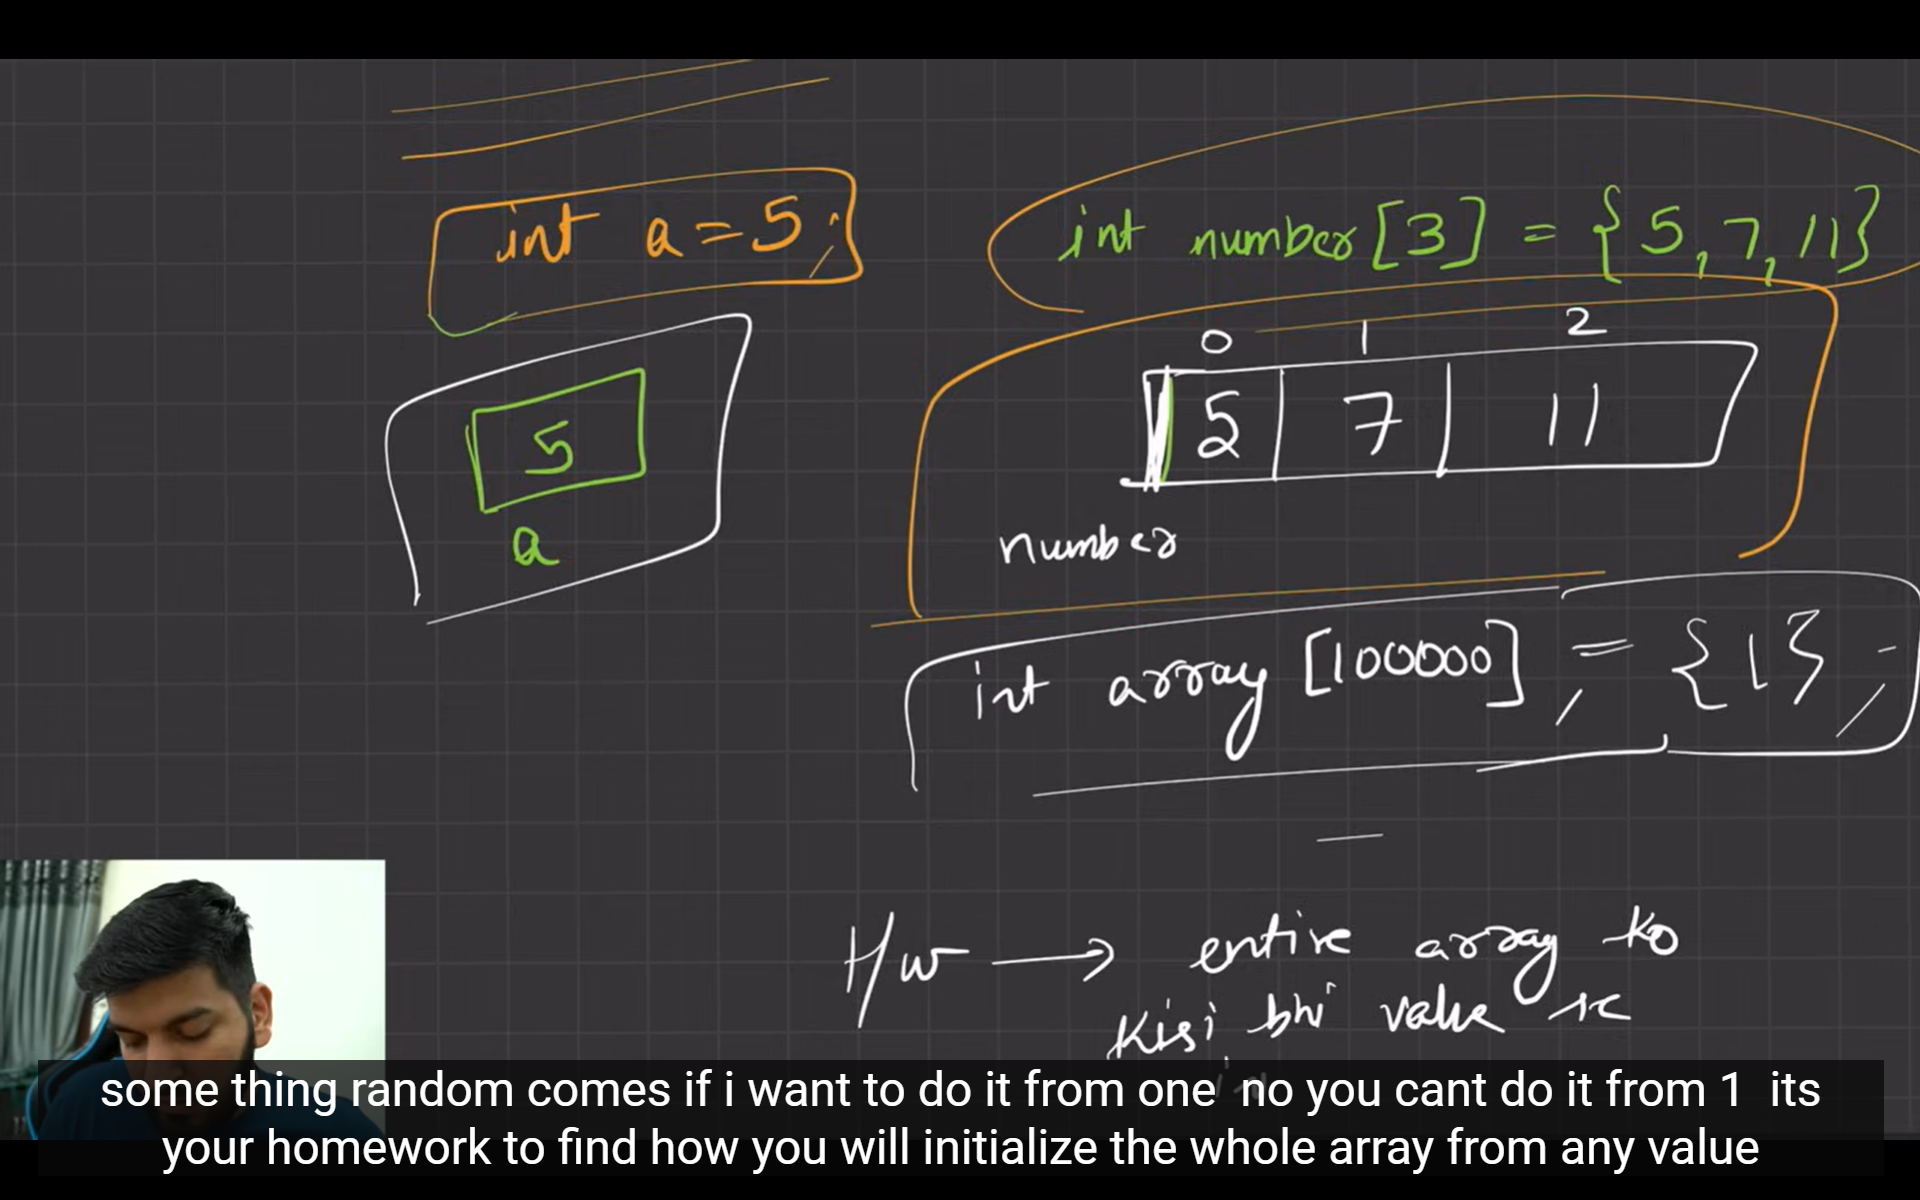 int a = 5;
int number [3] = {5, 7, 11}
0 1 2
5
5 7 11
a
number
int array [100000], = {1};
H/W → entire array ko
Kisi bhi value se
some thing random comes if i want to do it from one no you cant do it from 1 its
your homework to find how you will initialize the whole array from any value